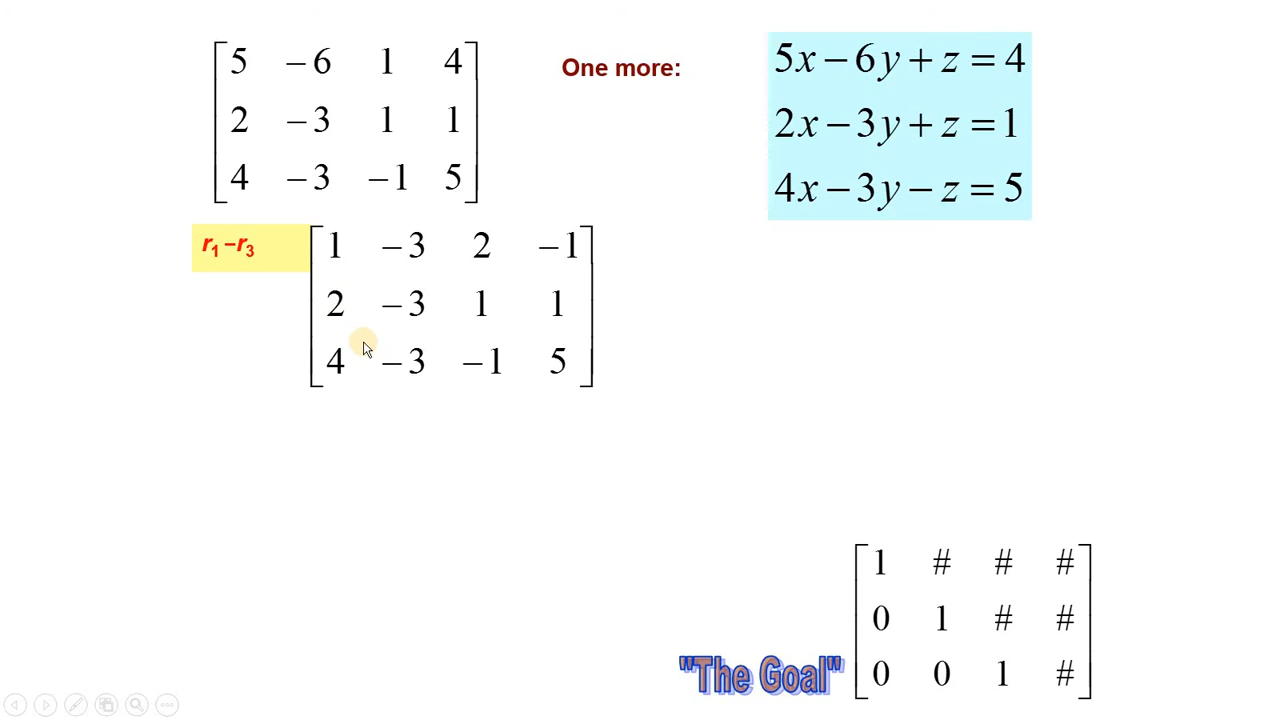 5 −6 1 4
2 −3 1 1
4 −3 −1 5
One more:
5x − 6y + z = 4
2x − 3y + z = 1
4x − 3y − z = 5
r₁ − r₃
1 −3 2 −1
2 −3 1 1
4 −3 −1 5
"The Goal"
1 # # #
0 1 # #
0 0 1 #